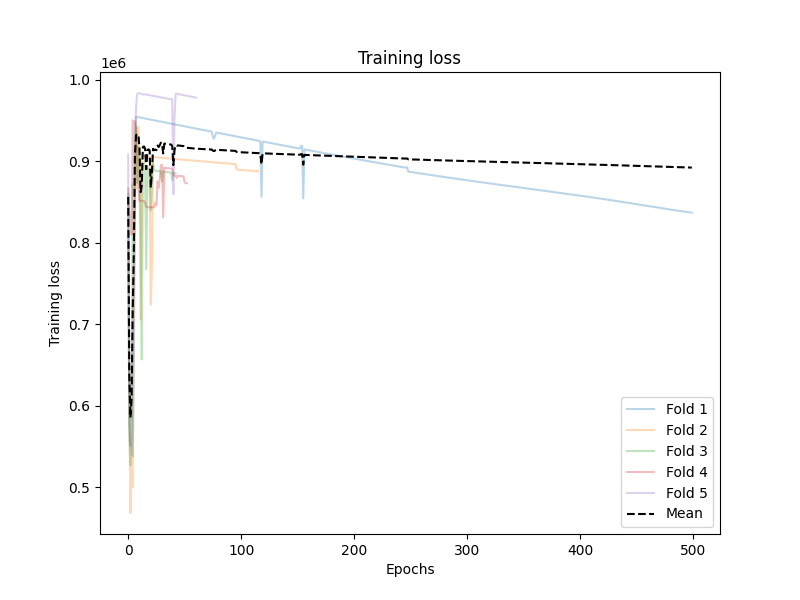 Training loss
1e6
1.0
0.9
0.8
0.7
0.6
0.5
Training loss
0 100 200 300 400 500
Epochs
Fold 1
Fold 2
Fold 3
Fold 4
Fold 5
Mean